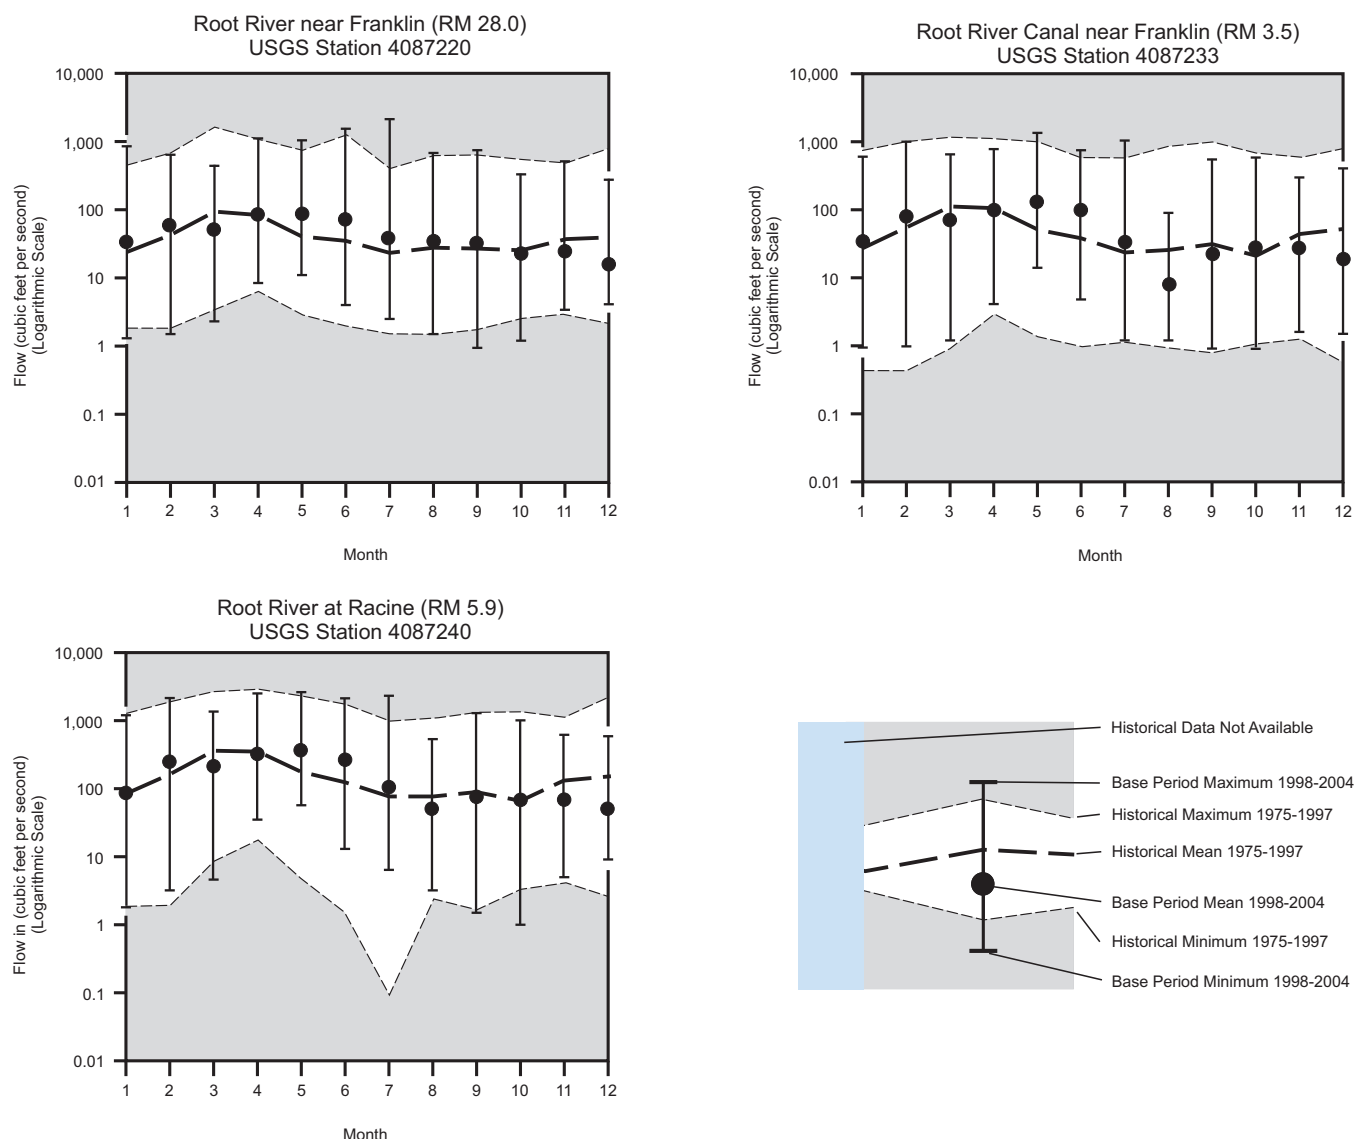 Root River near Franklin (RM 28.0)
USGS Station 4087220
10,000
1,000
100
10
1
0.1
0.01
Flow (cubic feet per second)
(Logarithmic Scale)
1 2 3 4 5 6 7 8 9 10 11 12
Month
Root River Canal near Franklin (RM 3.5)
USGS Station 4087233
10,000
1,000
100
10
1
0.1
0.01
Flow (cubic feet per second)
(Logarithmic Scale)
1 2 3 4 5 6 7 8 9 10 11 12
Month
Root River at Racine (RM 5.9)
USGS Station 4087240
10,000
1,000
100
10
1
0.1
0.01
Flow in (cubic feet per second)
(Logarithmic Scale)
1 2 3 4 5 6 7 8 9 10 11 12
Month
Historical Data Not Available
Base Period Maximum 1998-2004
Historical Maximum 1975-1997
Historical Mean 1975-1997
Base Period Mean 1998-2004
Historical Minimum 1975-1997
Base Period Minimum 1998-2004